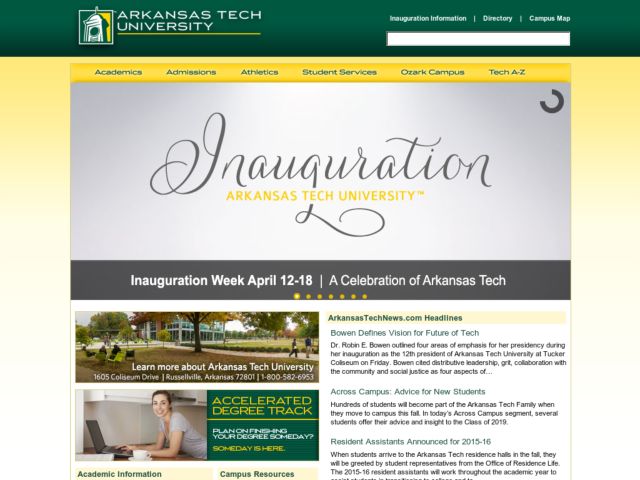 ARKANSAS TECH
UNIVERSITY
Inauguration Information | Directory | Campus Map
Academics Admissions Athletics Student Services Ozark Campus Tech A-Z
Inauguration
ARKANSAS TECH UNIVERSITY™
Inauguration Week April 12-18 | A Celebration of Arkansas Tech
Learn more about Arkansas Tech University
1605 Coliseum Drive | Russellville, Arkansas 72801 | 1-800-582-6953
ACCELERATED
DEGREE TRACK
PLAN ON FINISHING
YOUR DEGREE SOMEDAY?
SOMEDAY IS HERE.
Academic Information
Campus Resources
ArkansasTechNews.com Headlines
Bowen Defines Vision for Future of Tech
Dr. Robin E. Bowen outlined four areas of emphasis for her presidency during
her inauguration as the 12th president of Arkansas Tech University at Tucker
Coliseum on Friday. Bowen cited distributive leadership, grit, collaboration with
the community and social justice as four aspects of…
Across Campus: Advice for New Students
Hundreds of students will become part of the Arkansas Tech Family when
they move to campus this fall. In today's Across Campus segment, several
students offer their advice and insight to the Class of 2019.
Resident Assistants Announced for 2015-16
When students arrive to the Arkansas Tech residence halls in the fall, they
will be greeted by student representatives from the Office of Residence Life.
The 2015-16 resident assistants will work throughout the academic year to